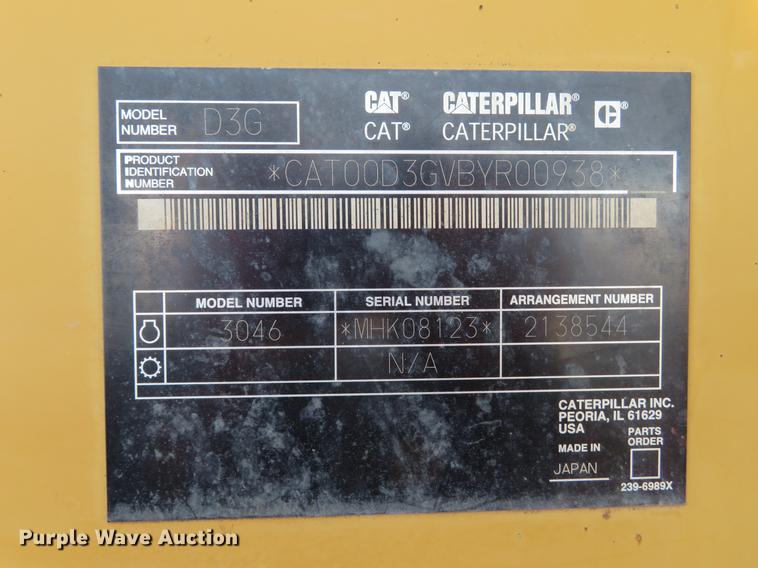 MODEL NUMBER D3G
CAT® CATERPILLAR® C®
CAT® CATERPILLAR®
PRODUCT IDENTIFICATION NUMBER *CAT00D3GVBYR00938*
MODEL NUMBER SERIAL NUMBER ARRANGEMENT NUMBER
3046 *MHK08123* 2138544
N/A
CATERPILLAR INC.
PEORIA, IL 61629
USA
PARTS ORDER
MADE IN
JAPAN
239-6989X
Purple Wave Auction